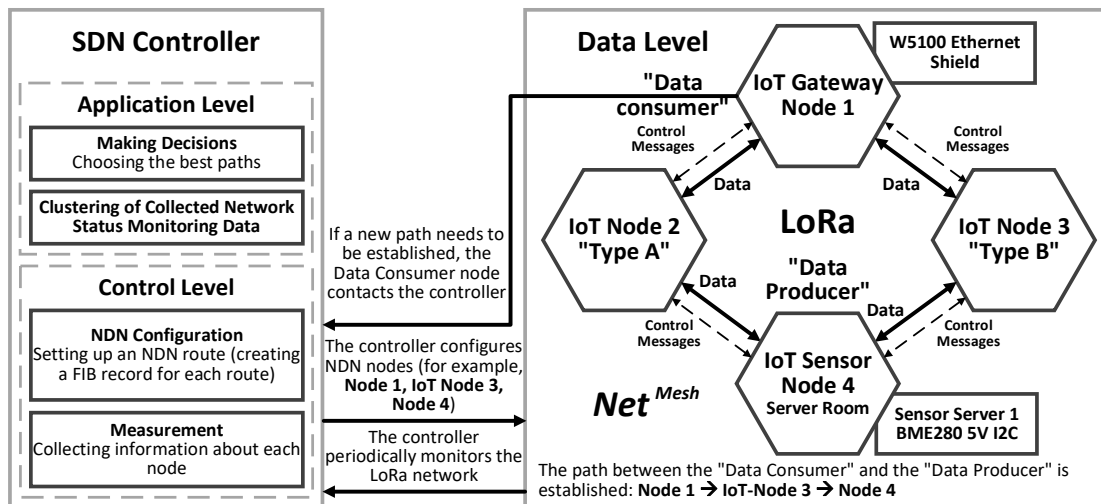 SDN Controller
Application Level
Making Decisions
Choosing the best paths
Clustering of Collected Network
Status Monitoring Data
Control Level
NDN Configuration
Setting up an NDN route (creating
a FIB record for each route)
Measurement
Collecting information about each
node
If a new path needs to
be established, the
Data Consumer node
contacts the controller
The controller configures
NDN nodes (for example,
Node 1, IoT Node 3,
Node 4)
The controller
periodically monitors the
LoRa network
Data Level
"Data
consumer"
IoT Gateway
Node 1
W5100 Ethernet
Shield
Control
Messages
Data
Control
Messages
Data
IoT Node 2
"Type A"
LoRa
IoT Node 3
"Type B"
"Data
Producer"
Data
Control
Messages
Data
Control
Messages
IoT Sensor
Node 4
Server Room
Net Mesh
Sensor Server 1
BME280 5V I2C
The path between the "Data Consumer" and the "Data Producer" is
established: Node 1 → IoT-Node 3 → Node 4